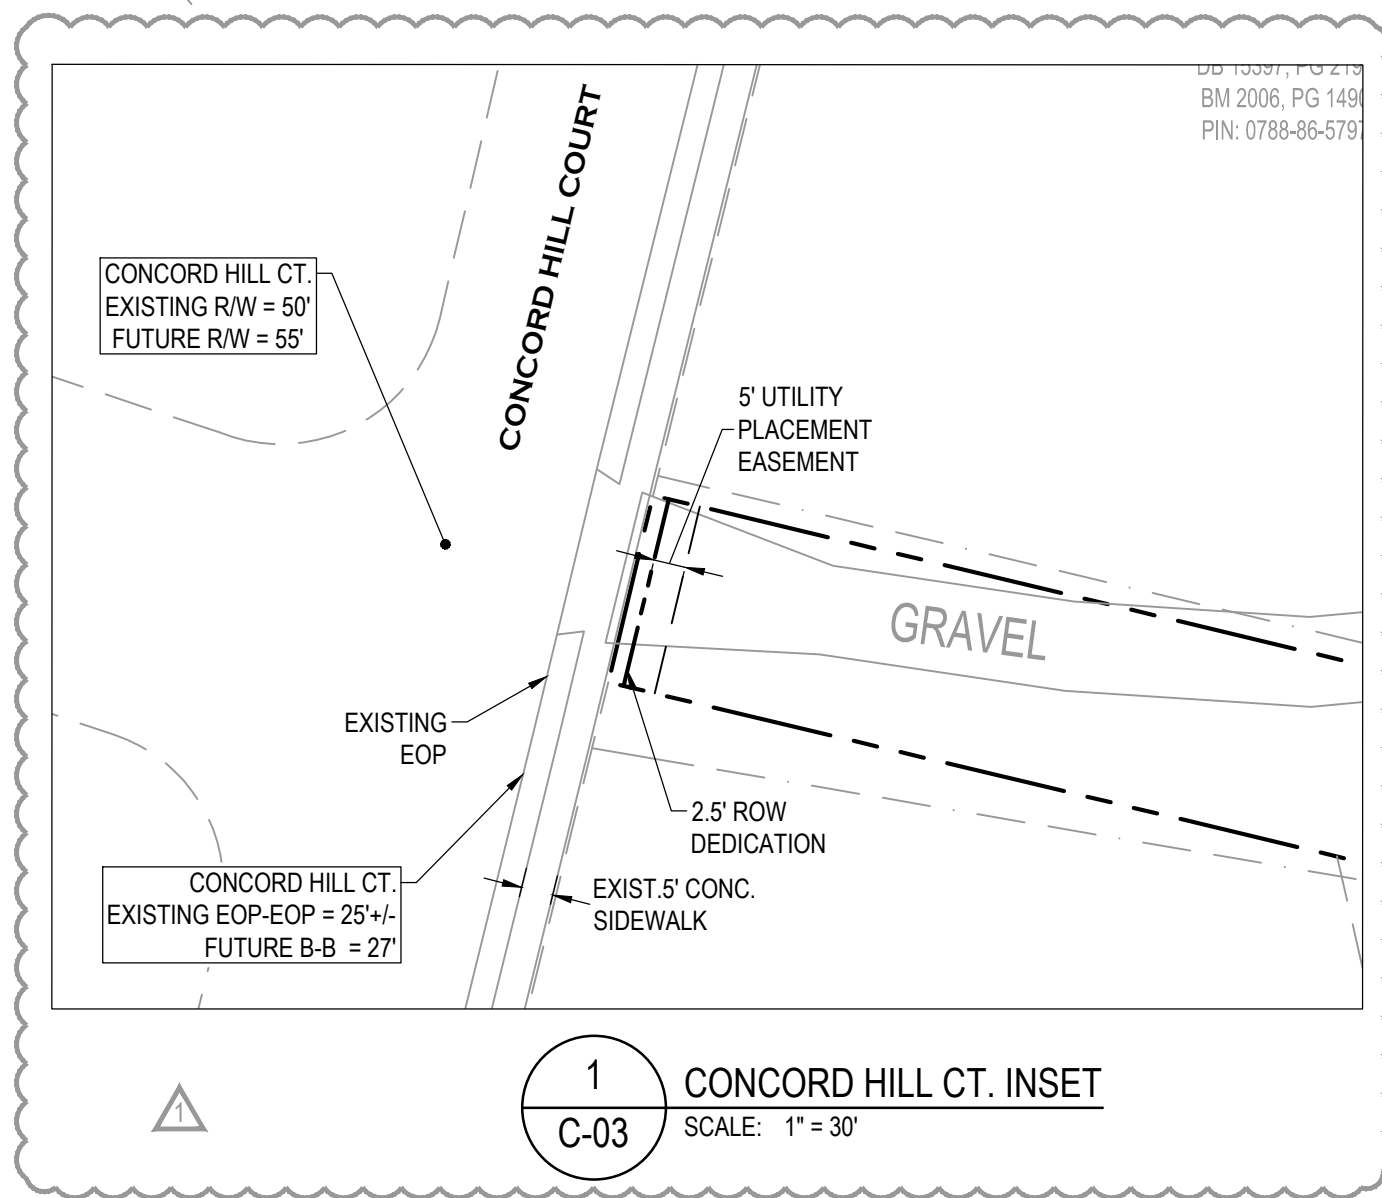 BM 2006, PG 1490
PIN: 0788-86-5797
CONCORD HILL COURT
CONCORD HILL CT.
EXISTING R/W = 50'
FUTURE R/W = 55'
5' UTILITY
PLACEMENT
EASEMENT
GRAVEL
EXISTING
EOP
2.5' ROW
DEDICATION
CONCORD HILL CT.
EXISTING EOP-EOP = 25'+/-
FUTURE B-B = 27'
EXIST.5' CONC.
SIDEWALK
1
1
C-03
CONCORD HILL CT. INSET
SCALE: 1" = 30'